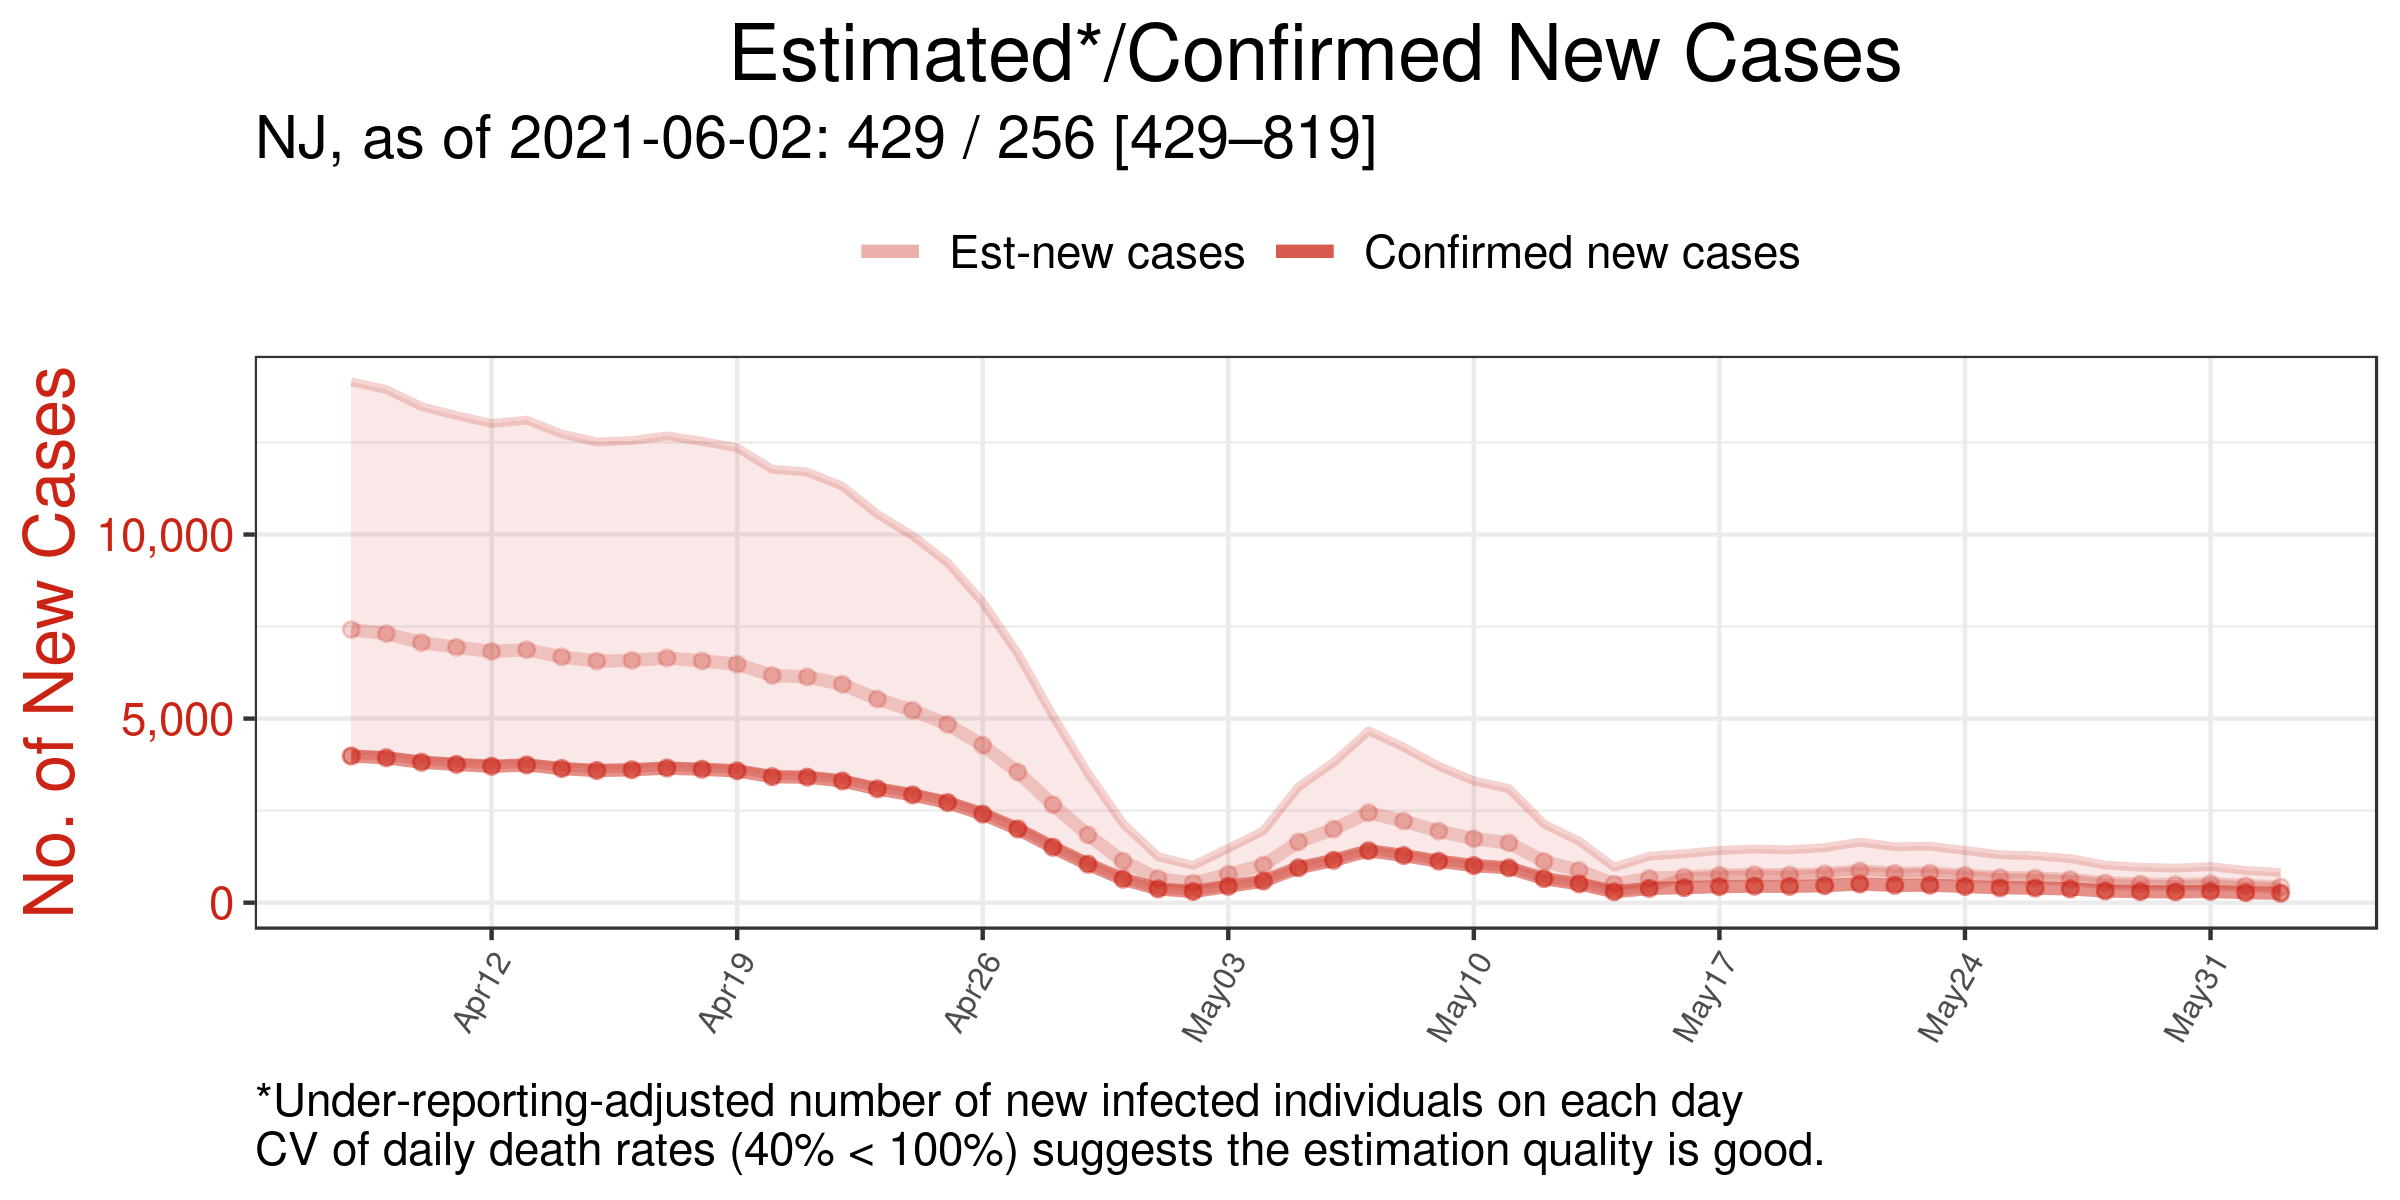 Estimated*/Confirmed New Cases
NJ, as of 2021-06-02: 429 / 256 [429–819]
Est-new cases
Confirmed new cases
No. of New Cases
10,000
5,000
0
Apr12
Apr19
Apr26
May03
May10
May17
May24
May31
*Under-reporting-adjusted number of new infected individuals on each day
CV of daily death rates (40% < 100%) suggests the estimation quality is good.